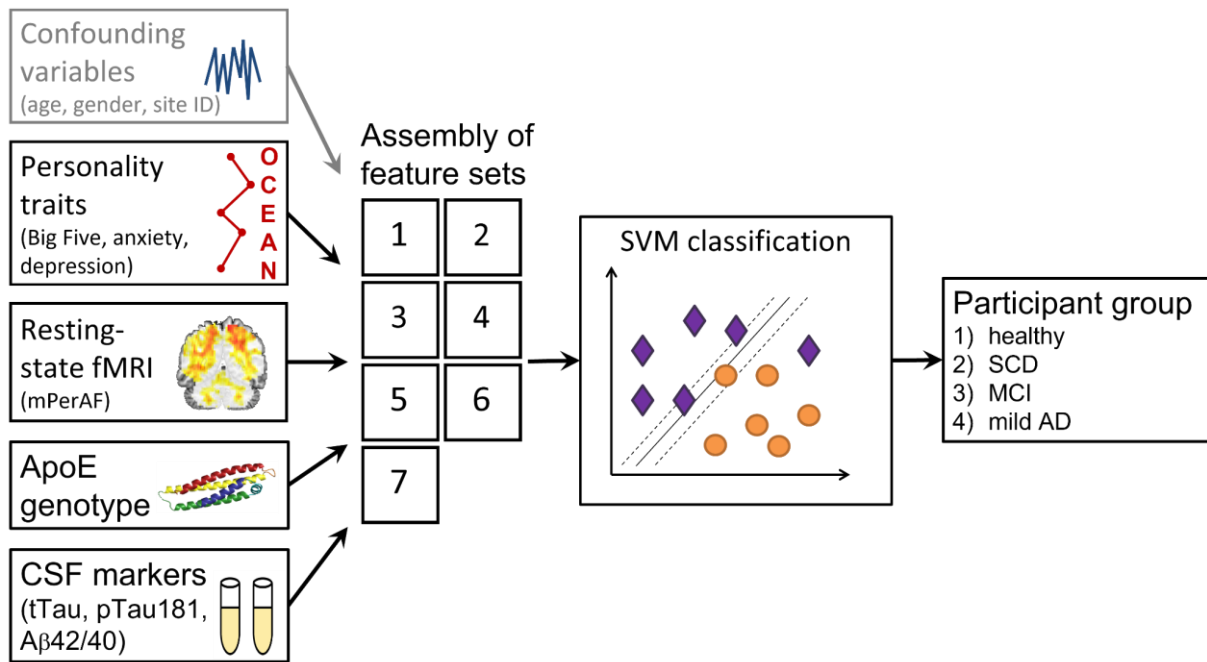 Confounding
variables
(age, gender, site ID)
Personality
traits
(Big Five, anxiety,
depression)
O
C
E
A
N
Resting-
state fMRI
(mPerAF)
ApoE
genotype
CSF markers
(tTau, pTau181,
Aβ42/40)
Assembly of
feature sets
1 2
3 4
5 6
7
SVM classification
Participant group
1) healthy
2) SCD
3) MCI
4) mild AD